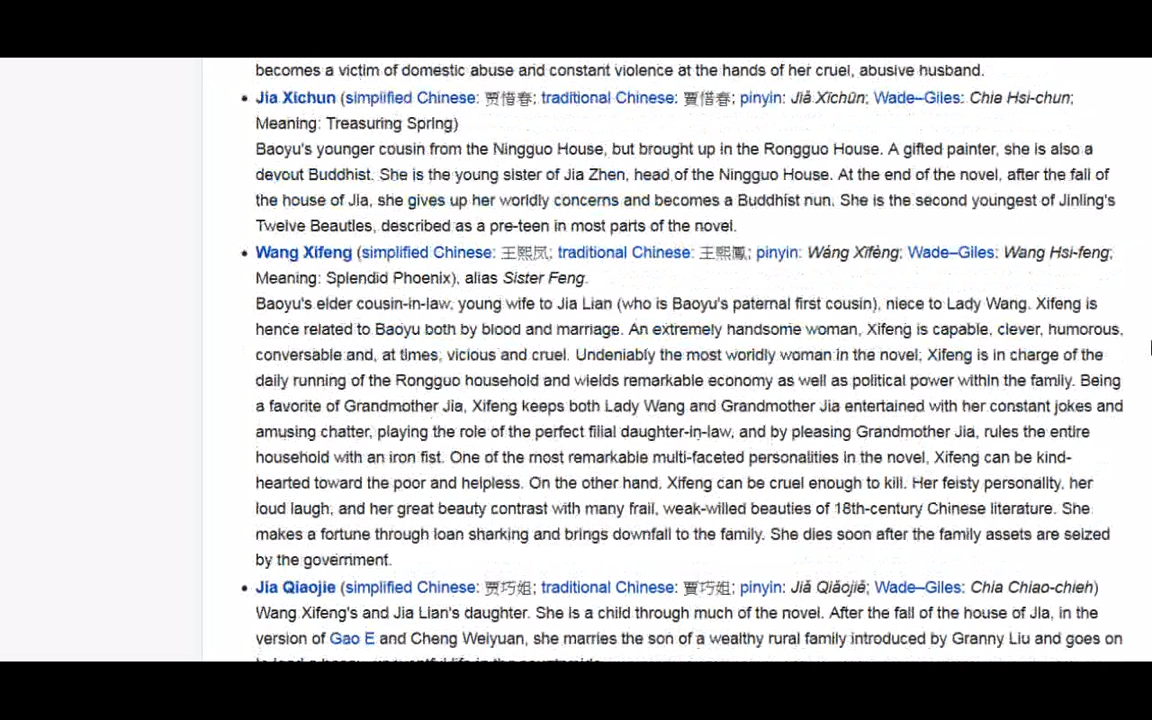 becomes a victim of domestic abuse and constant violence at the hands of her cruel, abusive husband.
• Jia Xichun (simplified Chinese: 贾惜春; traditional Chinese: 賈惜春; pinyin: Jiǎ Xīchūn; Wade–Giles: Chia Hsi-chun;
Meaning: Treasuring Spring)
Baoyu's younger cousin from the Ningguo House, but brought up in the Rongguo House. A gifted painter, she is also a
devout Buddhist. She is the young sister of Jia Zhen, head of the Ningguo House. At the end of the novel, after the fall of
the house of Jia, she gives up her worldly concerns and becomes a Buddhist nun. She is the second youngest of Jinling's
Twelve Beauties, described as a pre-teen in most parts of the novel.
• Wang Xifeng (simplified Chinese: 王熙凤; traditional Chinese: 王熙鳳; pinyin: Wáng Xīfèng; Wade–Giles: Wang Hsi-feng;
Meaning: Splendid Phoenix), alias Sister Feng.
Baoyu's elder cousin-in-law, young wife to Jia Lian (who is Baoyu's paternal first cousin), niece to Lady Wang. Xifeng is
hence related to Baoyu both by blood and marriage. An extremely handsome woman, Xifeng is capable, clever, humorous,
conversable and, at times, vicious and cruel. Undeniably the most worldly woman in the novel, Xifeng is in charge of the
daily running of the Rongguo household and wields remarkable economy as well as political power within the family. Being
a favorite of Grandmother Jia, Xifeng keeps both Lady Wang and Grandmother Jia entertained with her constant jokes and
amusing chatter, playing the role of the perfect filial daughter-in-law, and by pleasing Grandmother Jia, rules the entire
household with an iron fist. One of the most remarkable multi-faceted personalities in the novel, Xifeng can be kind-
hearted toward the poor and helpless. On the other hand, Xifeng can be cruel enough to kill. Her feisty personality, her
loud laugh, and her great beauty contrast with many frail, weak-willed beauties of 18th-century Chinese literature. She
makes a fortune through loan sharking and brings downfall to the family. She dies soon after the family assets are seized
by the government.
• Jia Qiaojie (simplified Chinese: 贾巧姐; traditional Chinese: 賈巧姐; pinyin: Jiǎ Qiǎojiě; Wade–Giles: Chia Chiao-chieh)
Wang Xifeng's and Jia Lian's daughter. She is a child through much of the novel. After the fall of the house of Jia, in the
version of Gao E and Cheng Weiyuan, she marries the son of a wealthy rural family introduced by Granny Liu and goes on